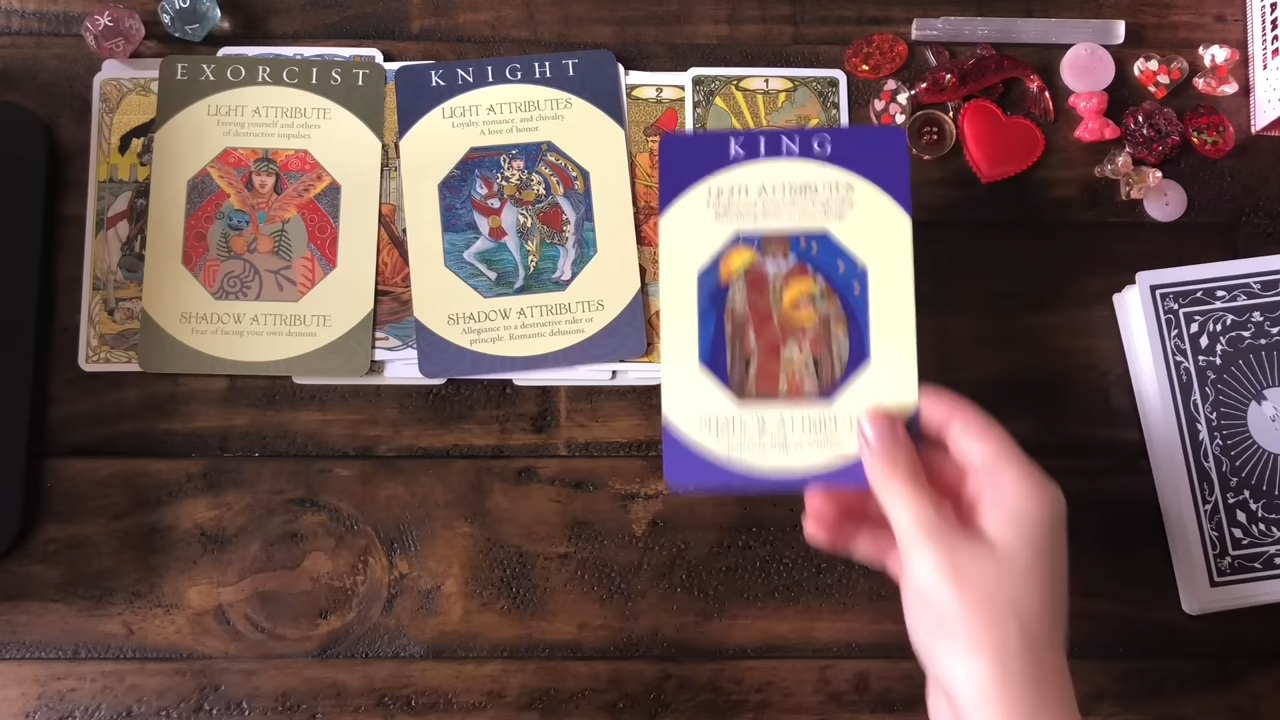 EXORCIST
LIGHT ATTRIBUTE
Freeing yourself and others
of destructive impulses.
SHADOW ATTRIBUTE
Fear of facing your own demons.
KNIGHT
LIGHT ATTRIBUTES
Loyalty, romance, and chivalry.
A love of honor.
SHADOW ATTRIBUTES
Allegiance to a destructive ruler or
principle. Romantic delusions.
2
1
KING
LIGHT ATTRIBUTES